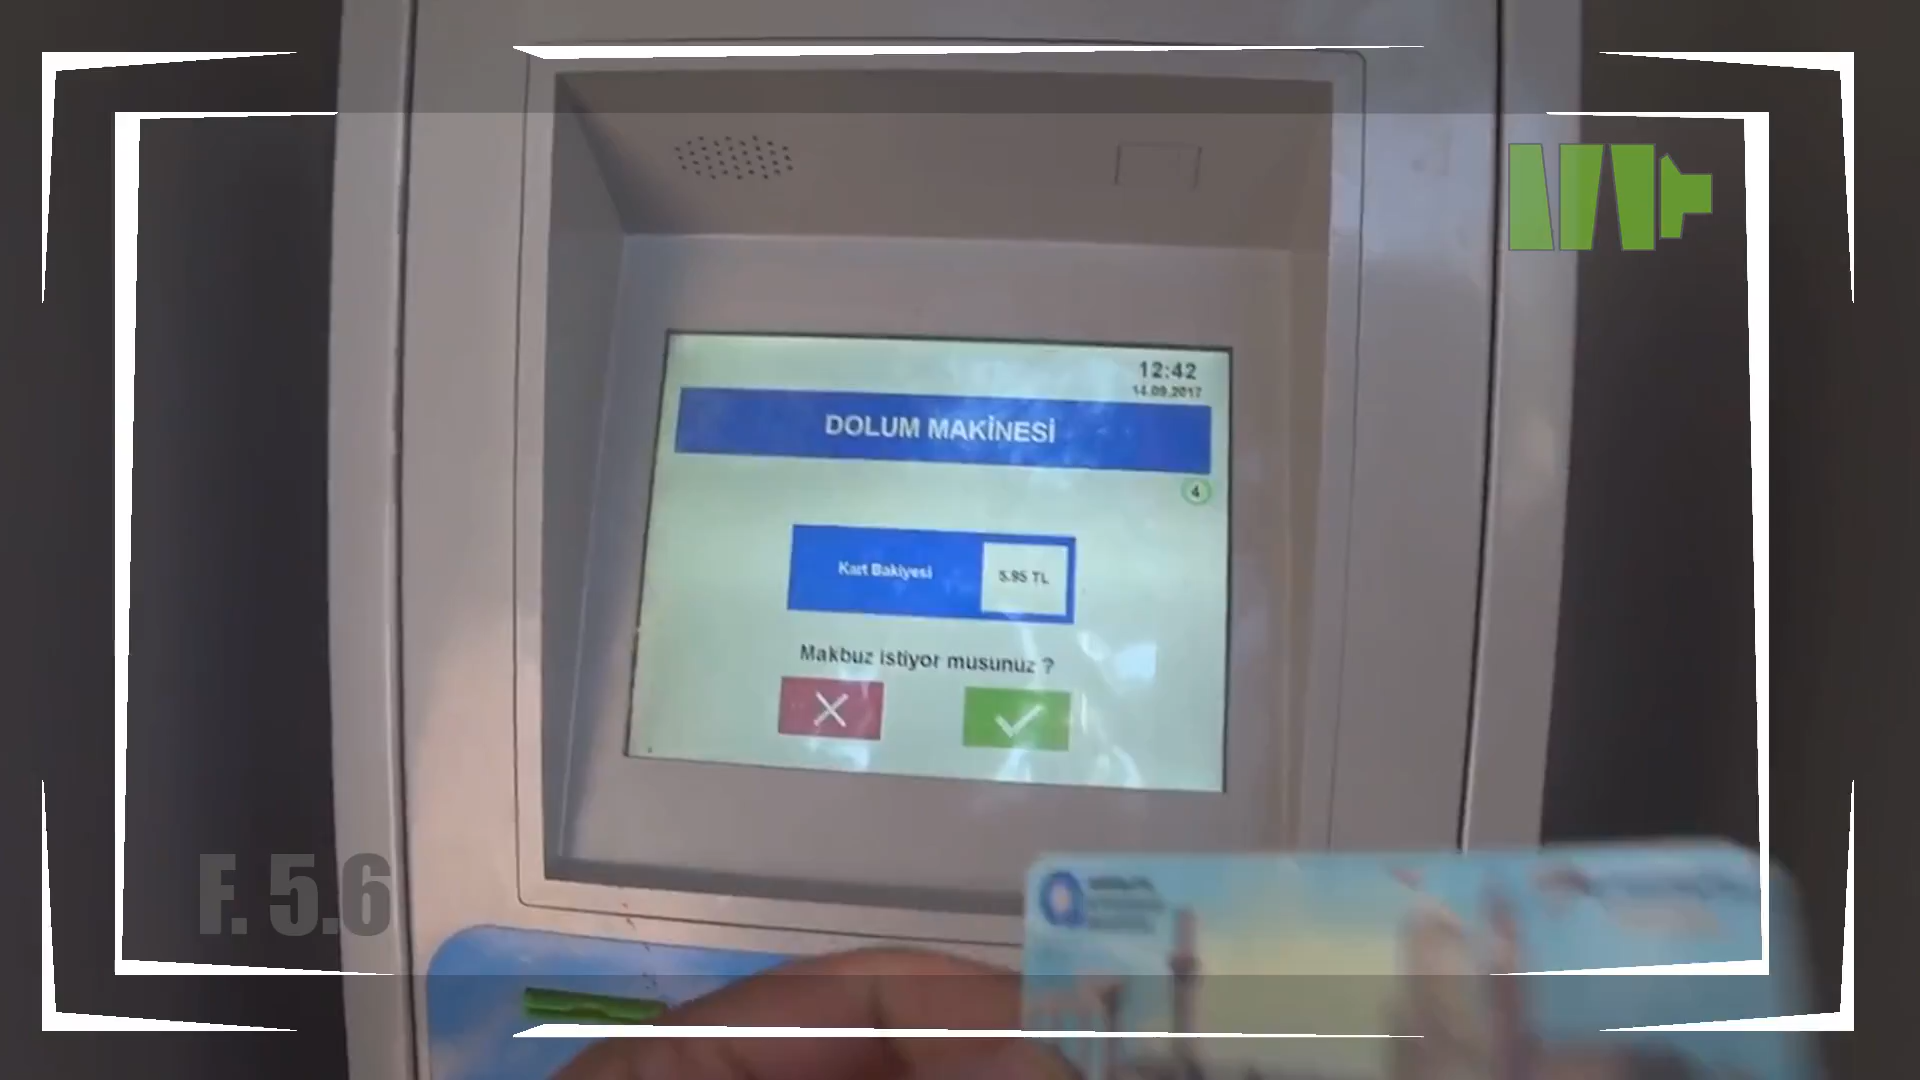 12:42
14.09.2017
DOLUM MAKİNESİ
4
Kart Bakiyesi
5.95 TL
Makbuz istiyor musunuz ?
F. 5.6